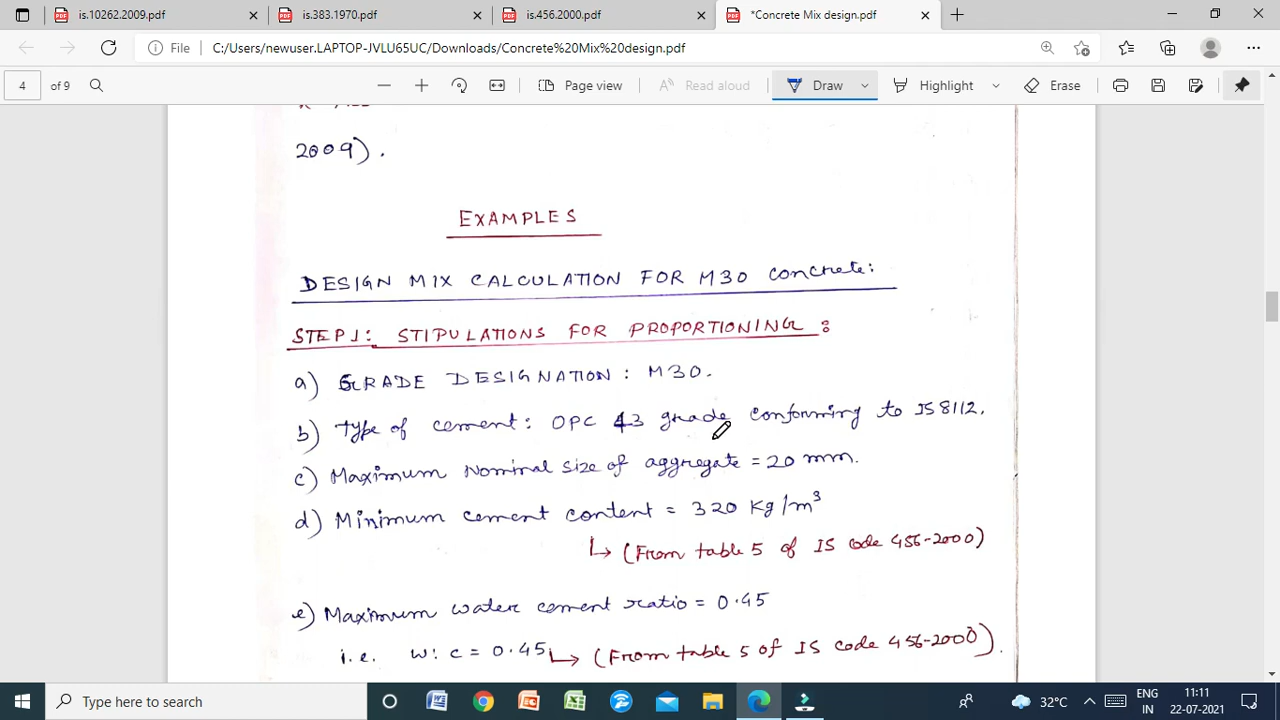 is.10262.2009.pdf
is.383.1970.pdf
is.456.2000.pdf
*Concrete Mix design.pdf
File
C:/Users/newuser.LAPTOP-JVLU65UC/Downloads/Concrete%20Mix%20design.pdf
4 of 9
Page view
Read aloud
Draw
Highlight
Erase
2009).
EXAMPLES
DESIGN MIX CALCULATION FOR M30 concrete:
STEP1: STIPULATIONS FOR PROPORTIONING :
a) GRADE DESIGNATION : M30.
b) Type of cement : OPC 43 grade conforming to IS 8112.
c) Maximum Nominal size of aggregate = 20 mm.
d) Minimum cement content = 320 Kg/m³
↳ (From table 5 of IS code 456-2000)
e) Maximum water cement ratio = 0.45
i.e. w:c = 0.45 ↳ (From table 5 of IS code 456-2000).
Type here to search
32°C
ENG
IN
11:11
22-07-2021